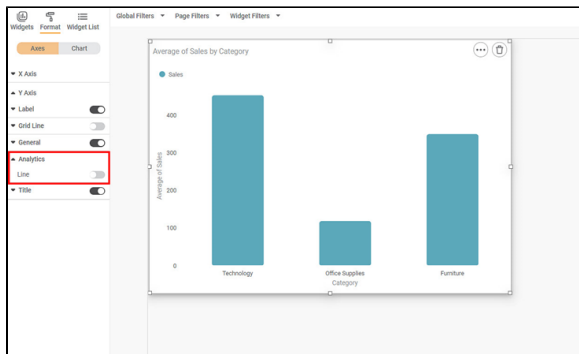 Widgets Format Widget List
Global Filters Page Filters Widget Filters
Axes Chart
X Axis
Y Axis
Label
Grid Line
General
Analytics
Line
Title
Average of Sales by Category
Sales
400
300
200
100
0
Average of Sales
Technology Office Supplies Furniture
Category